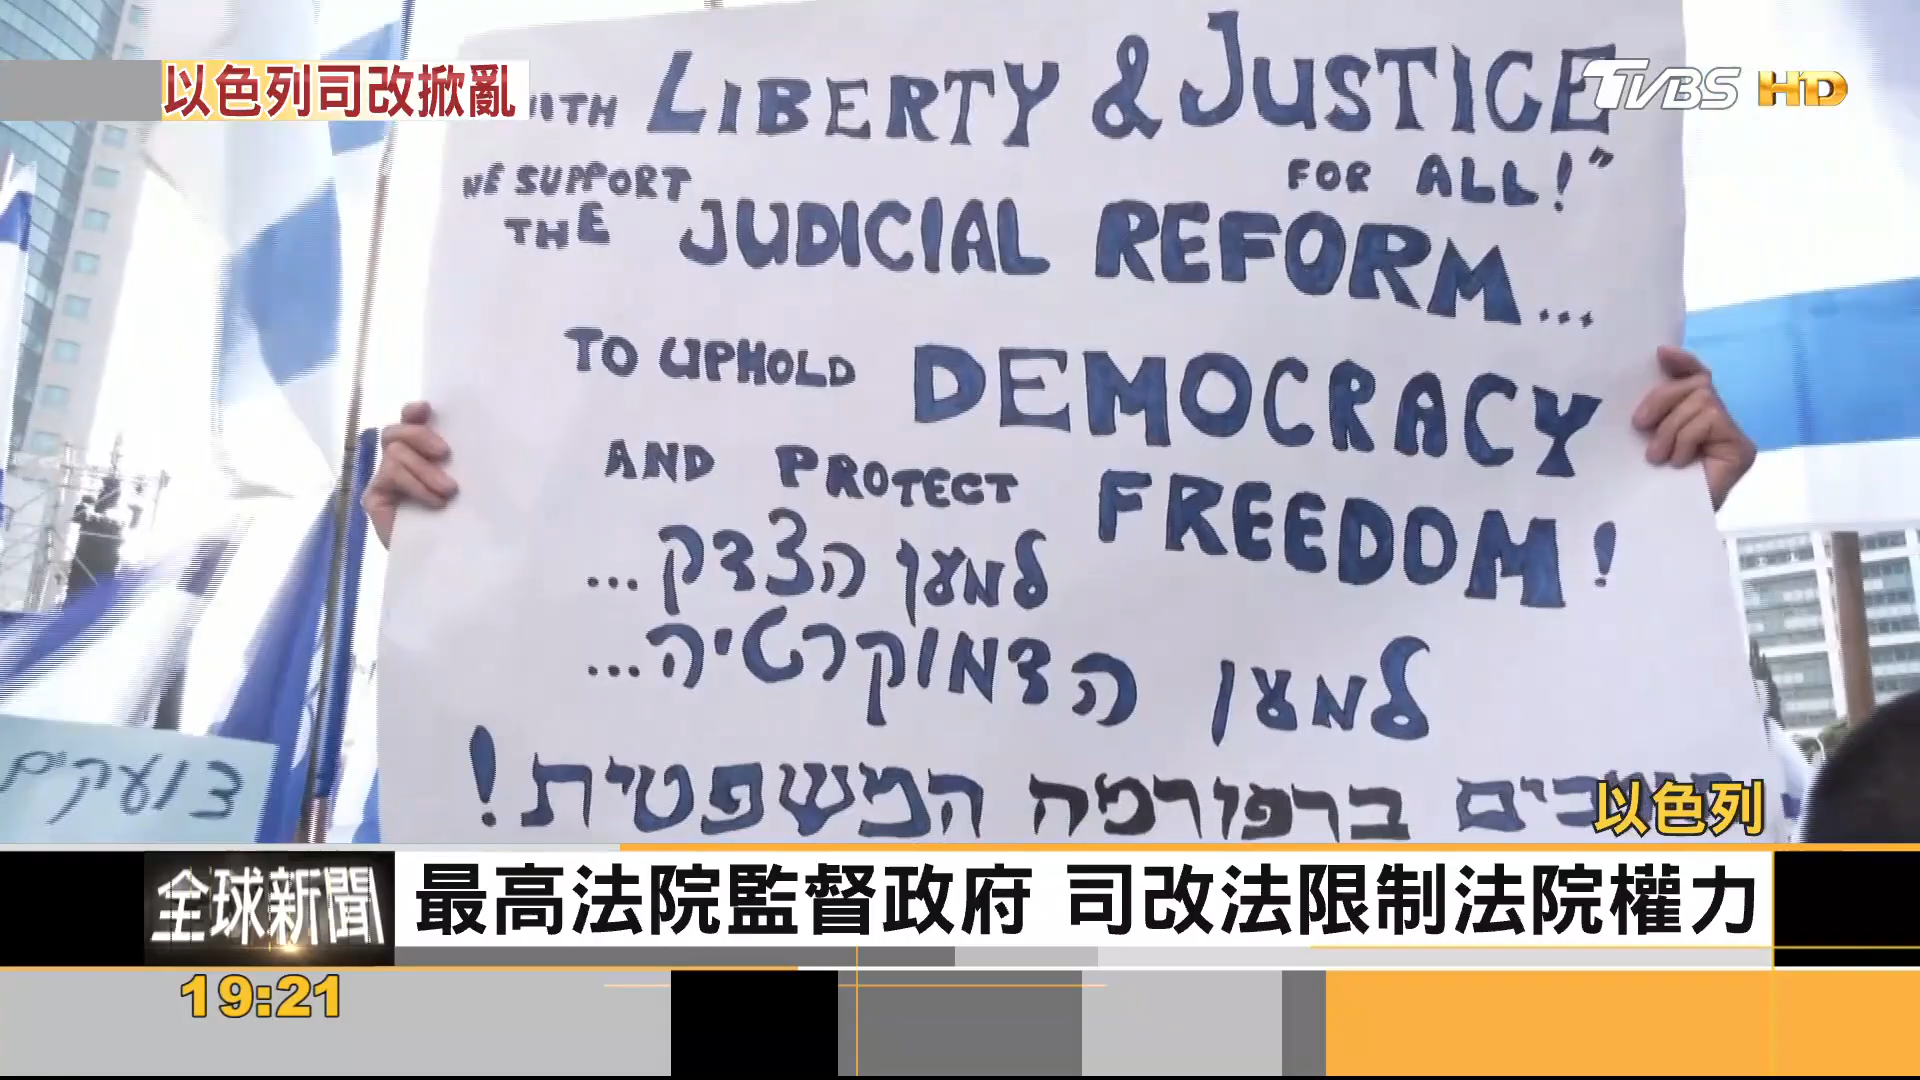 以色列司改掀亂
TVBS HD
WITH LIBERTY & JUSTICE
FOR ALL!"
WE SUPPORT
THE JUDICIAL REFORM...
TO UPHOLD DEMOCRACY
AND PROTECT FREEDOM!
למען הצדק...
למען הדמוקרטיה...
ברפורמה המשפטית!
צועקים
以色列
全球新聞
最高法院監督政府 司改法限制法院權力
19:21